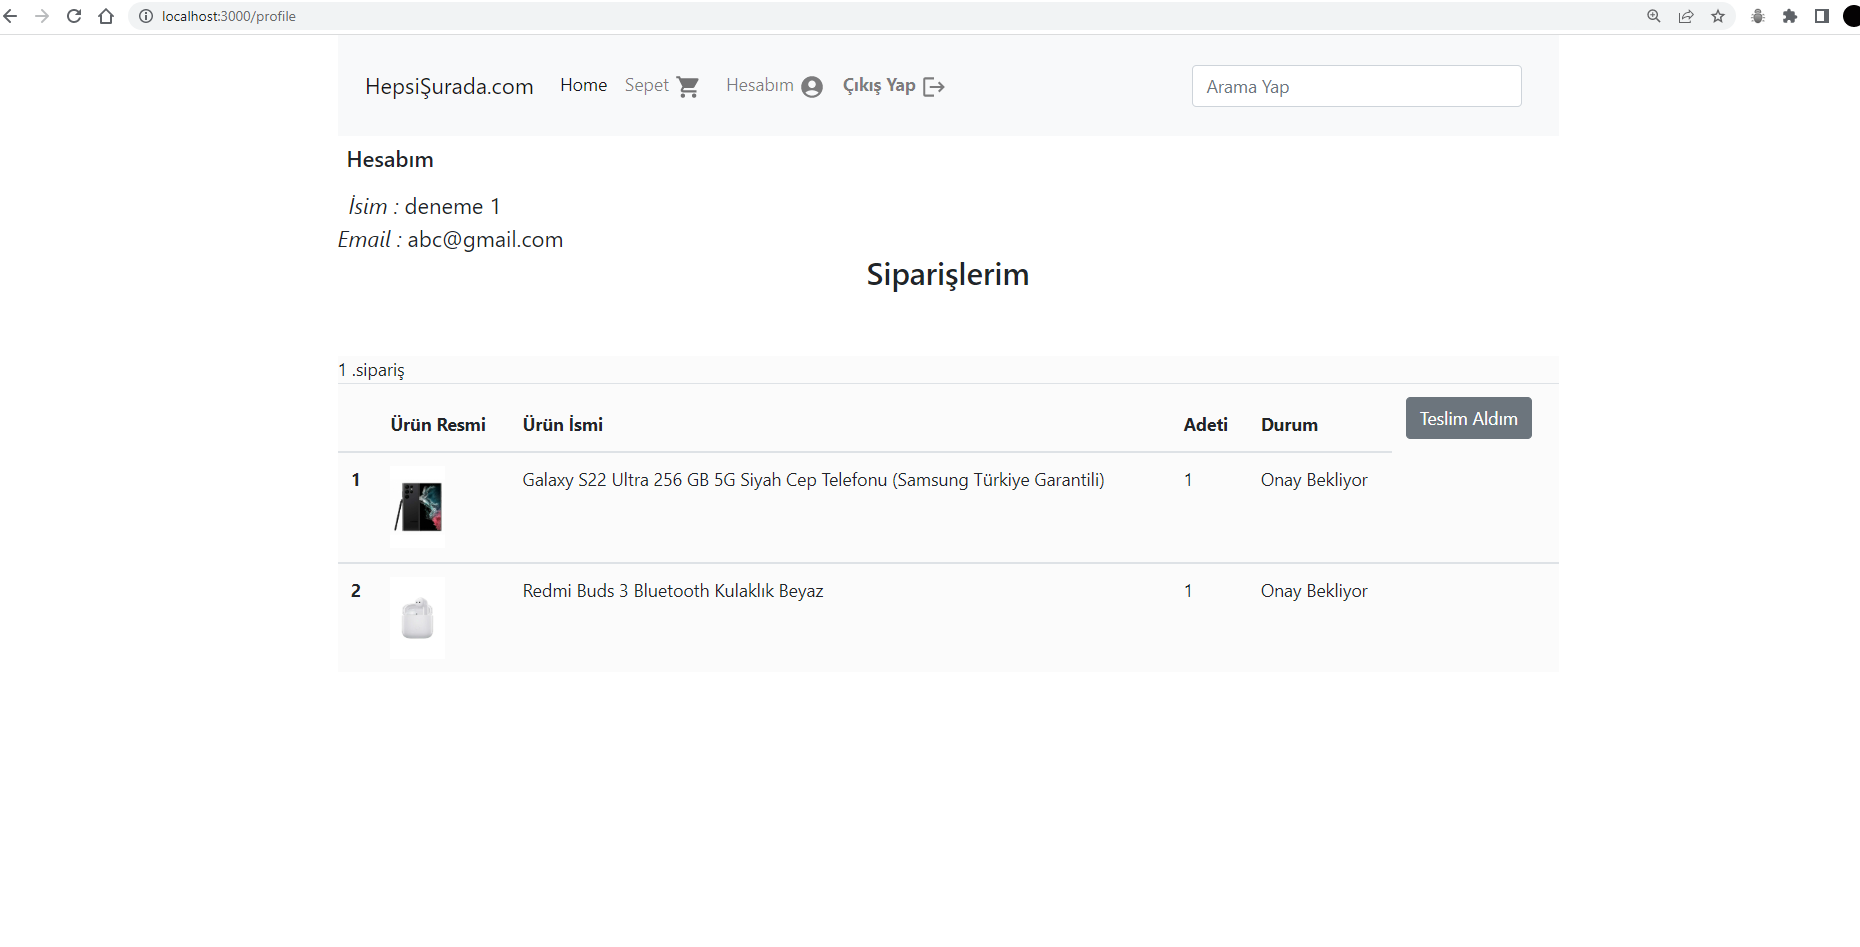 localhost:3000/profile
HepsiŞurada.com Home Sepet Hesabım Çıkış Yap Arama Yap
Hesabım
İsim : deneme 1
Email : abc@gmail.com
Siparişlerim
1 .sipariş
Ürün Resmi Ürün İsmi Adeti Durum Teslim Aldım
1 Galaxy S22 Ultra 256 GB 5G Siyah Cep Telefonu (Samsung Türkiye Garantili) 1 Onay Bekliyor
2 Redmi Buds 3 Bluetooth Kulaklık Beyaz 1 Onay Bekliyor